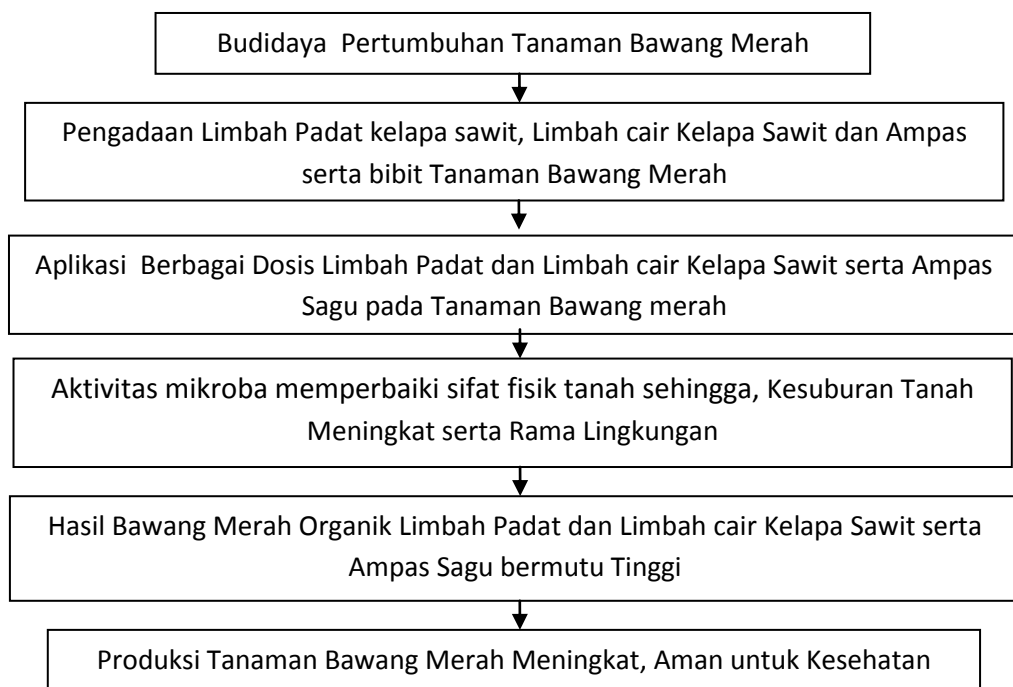 Budidaya Pertumbuhan Tanaman Bawang Merah
Pengadaan Limbah Padat kelapa sawit, Limbah cair Kelapa Sawit dan Ampas
serta bibit Tanaman Bawang Merah
Aplikasi Berbagai Dosis Limbah Padat dan Limbah cair Kelapa Sawit serta Ampas
Sagu pada Tanaman Bawang merah
Aktivitas mikroba memperbaiki sifat fisik tanah sehingga, Kesuburan Tanah
Meningkat serta Rama Lingkungan
Hasil Bawang Merah Organik Limbah Padat dan Limbah cair Kelapa Sawit serta
Ampas Sagu bermutu Tinggi
Produksi Tanaman Bawang Merah Meningkat, Aman untuk Kesehatan